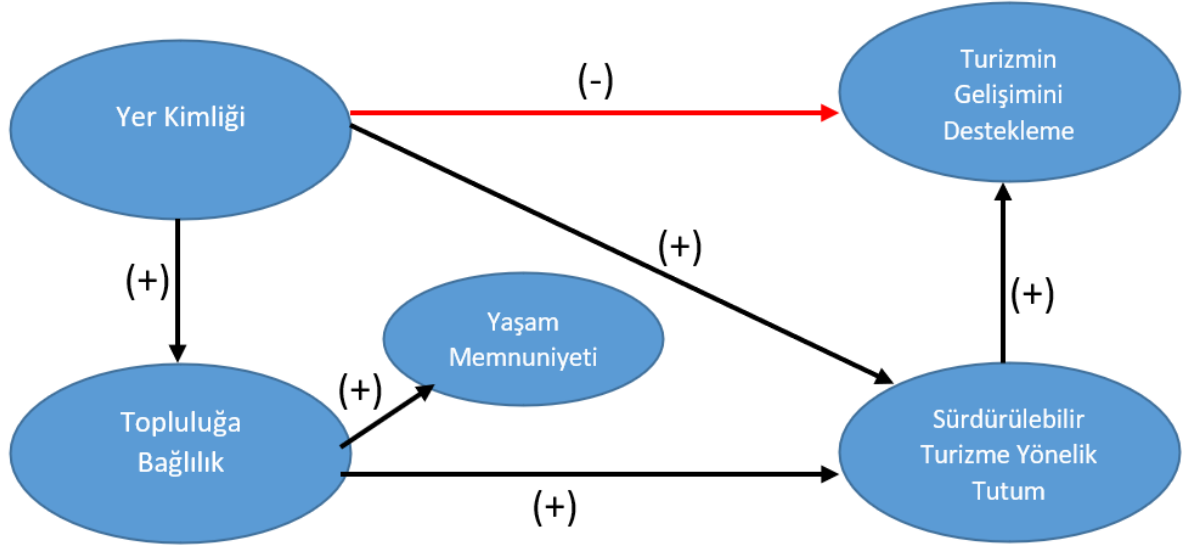 Yer Kimliği
(-)
Turizmin
Gelişimini
Destekleme
(+)
(+)
(+)
Yaşam
Memnuniyeti
(+)
Topluluğa
Bağlılık
(+)
Sürdürülebilir
Turizme Yönelik
Tutum